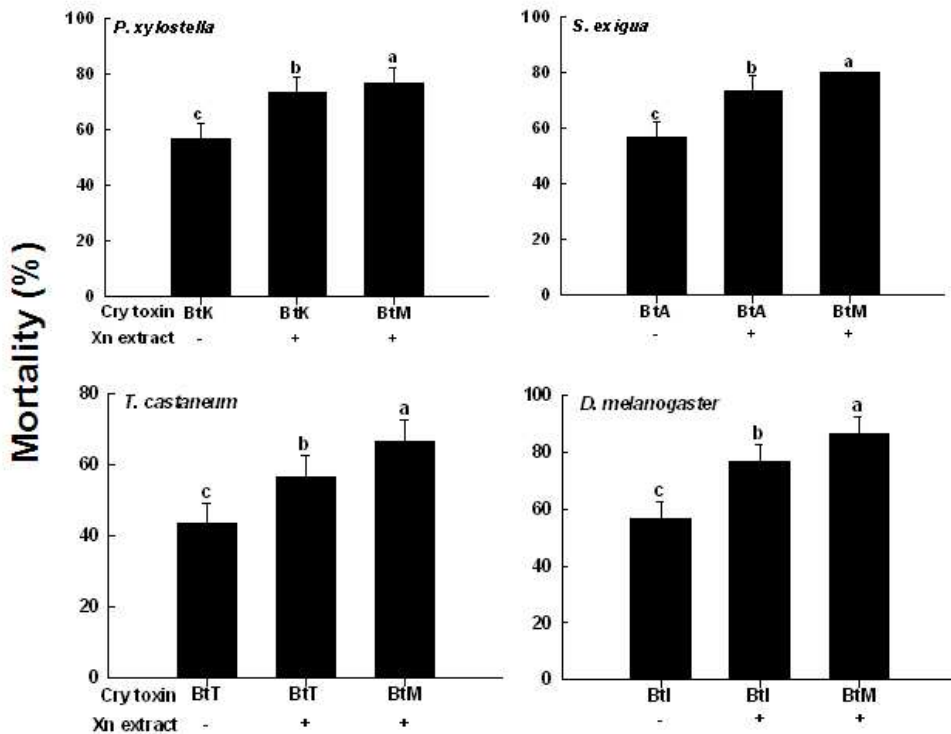 Mortality (%)
P. xylostella
100
80
60
40
20
0
c
b
a
Cry toxin BtK BtK BtM
Xn extract - + +
S. exigua
100
80
60
40
20
0
c
b
a
BtA BtA BtM
- + +
T. castaneum
80
60
40
20
0
c
b
a
Cry toxin BtT BtT BtM
Xn extract - + +
D. melanogaster
100
80
60
40
20
0
c
b
a
BtI BtI BtM
- + +